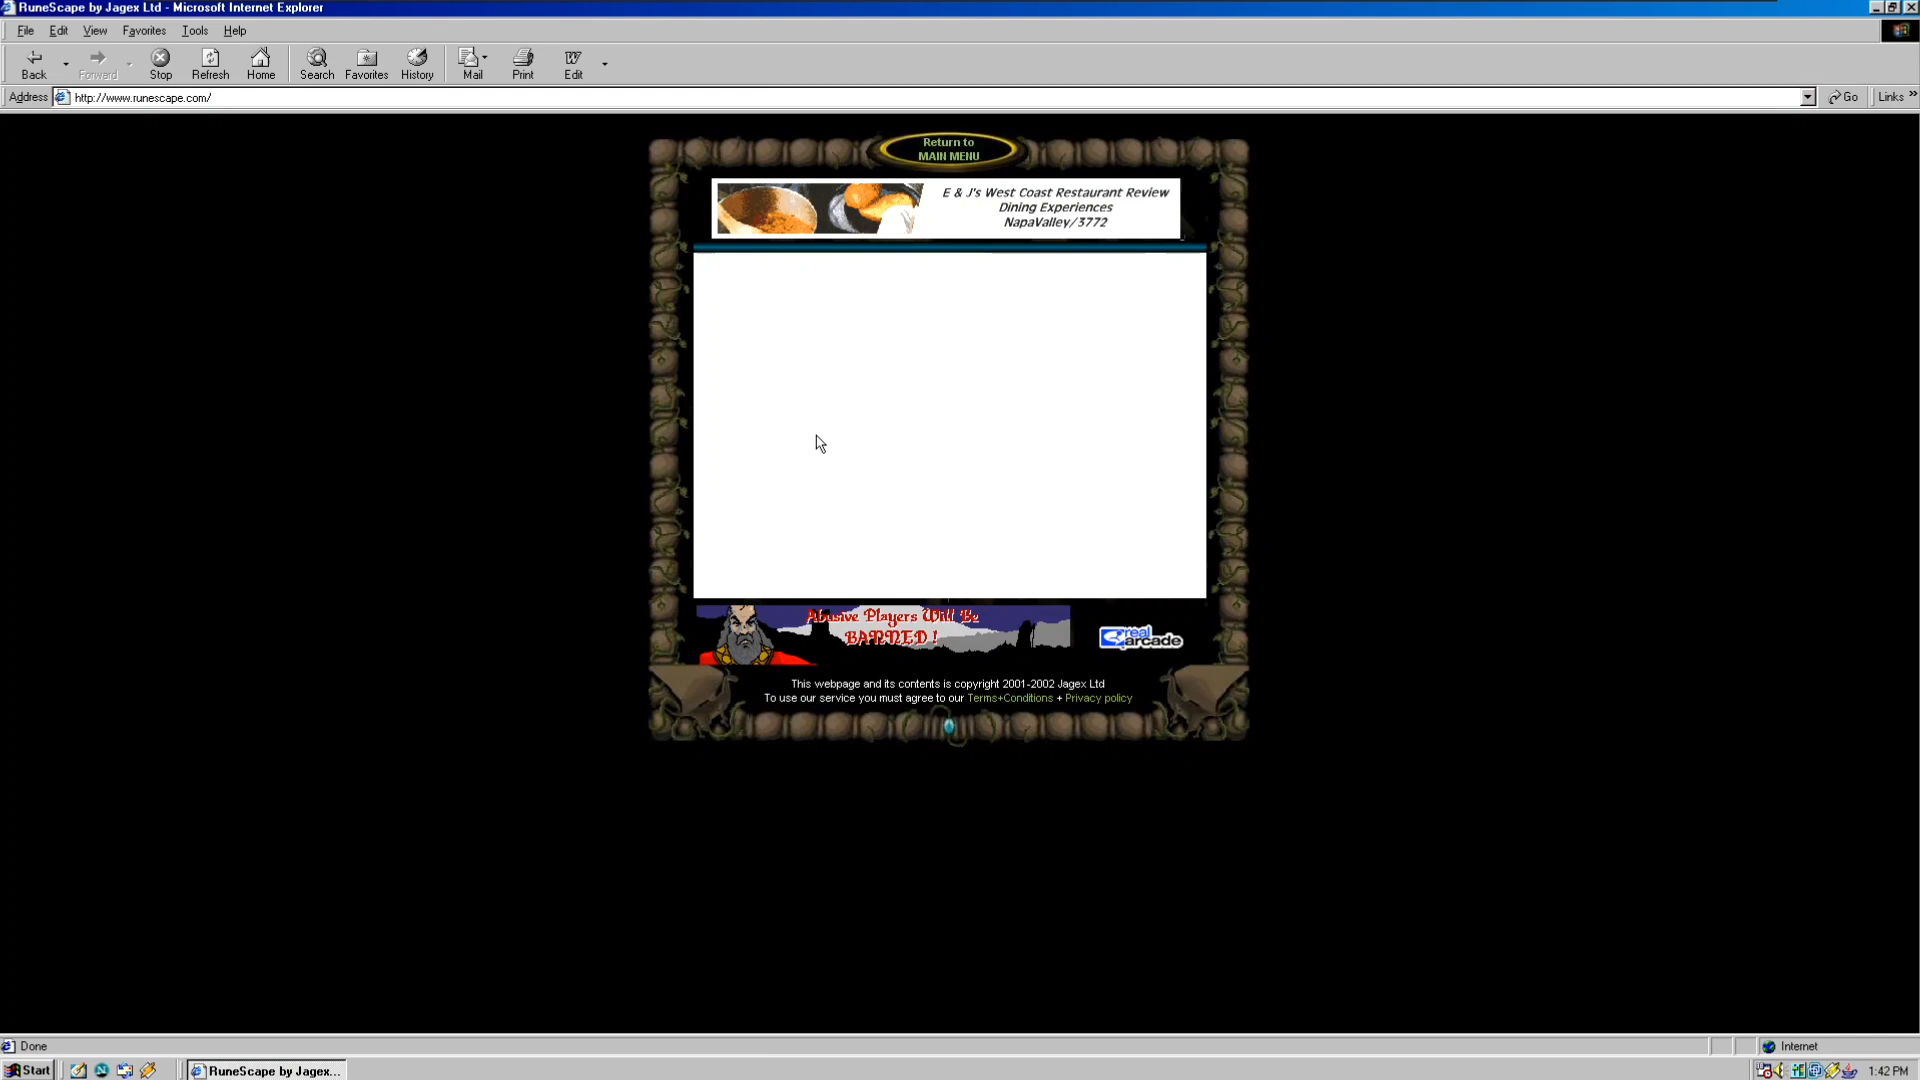 RuneScape by Jagex Ltd - Microsoft Internet Explorer
File Edit View Favorites Tools Help
Back Forward Stop Refresh Home Search Favorites History Mail Print Edit
Address http://www.runescape.com/ Go Links »
Return to
MAIN MENU
E & J's West Coast Restaurant Review
Dining Experiences
NapaValley/3772
Abusive Players Will Be
BANNED !
real
arcade
This webpage and its contents is copyright 2001-2002 Jagex Ltd
To use our service you must agree to our Terms+Conditions + Privacy policy
Done Internet
Start RuneScape by Jagex... 1:42 PM